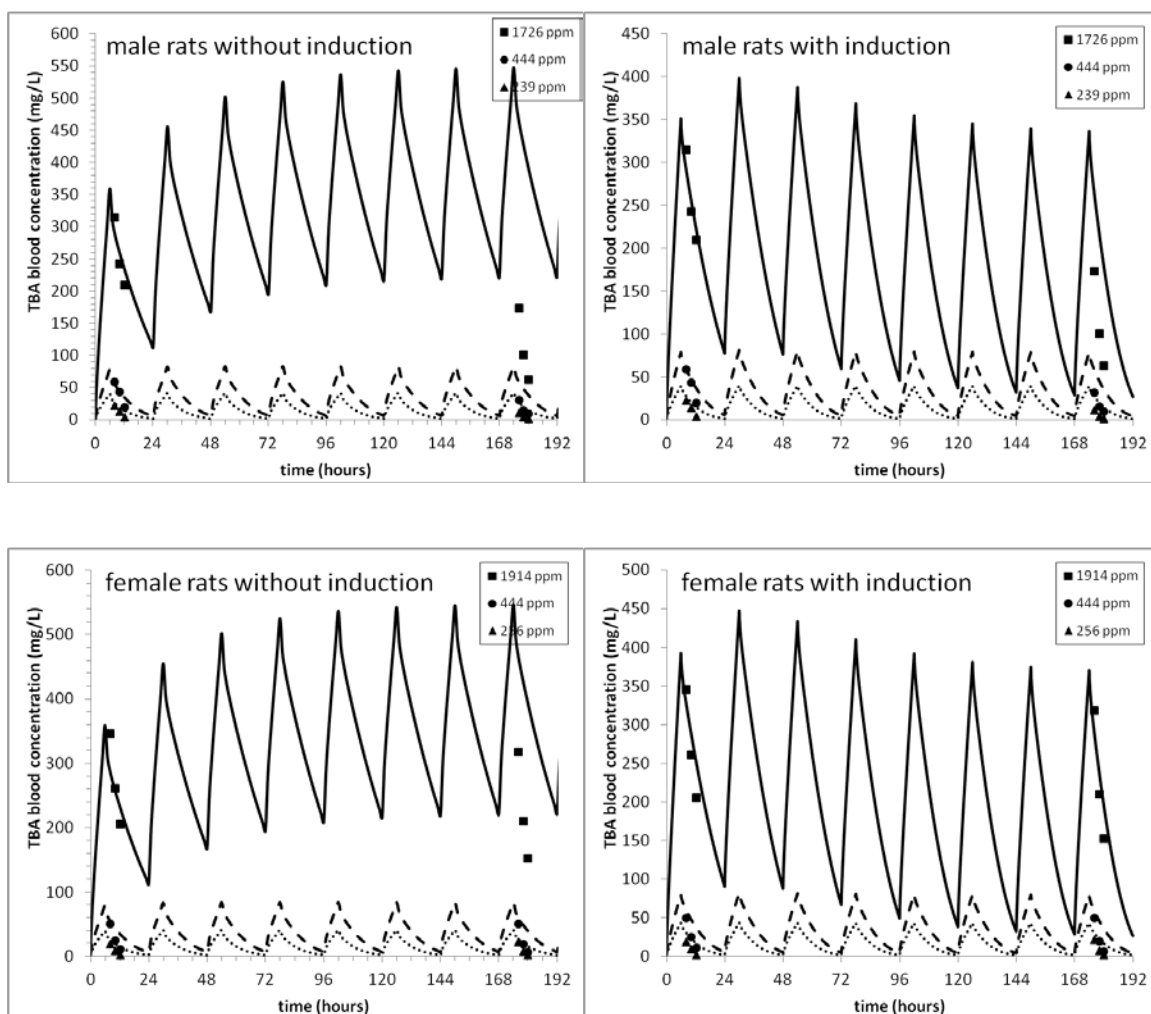 male rats without induction
1726 ppm
444 ppm
239 ppm
TBA blood concentration (mg/L)
600
550
500
450
400
350
300
250
200
150
100
50
0
0 24 48 72 96 120 144 168 192
time (hours)
male rats with induction
1726 ppm
444 ppm
239 ppm
TBA blood concentration (mg/L)
450
400
350
300
250
200
150
100
50
0
0 24 48 72 96 120 144 168 192
time (hours)
female rats without induction
1914 ppm
444 ppm
256 ppm
TBA blood concentration (mg/L)
600
500
400
300
200
100
0
0 24 48 72 96 120 144 168 192
time (hours)
female rats with induction
1914 ppm
444 ppm
256 ppm
TBA blood concentration (mg/L)
500
450
400
350
300
250
200
150
100
50
0
0 24 48 72 96 120 144 168 192
time (hours)